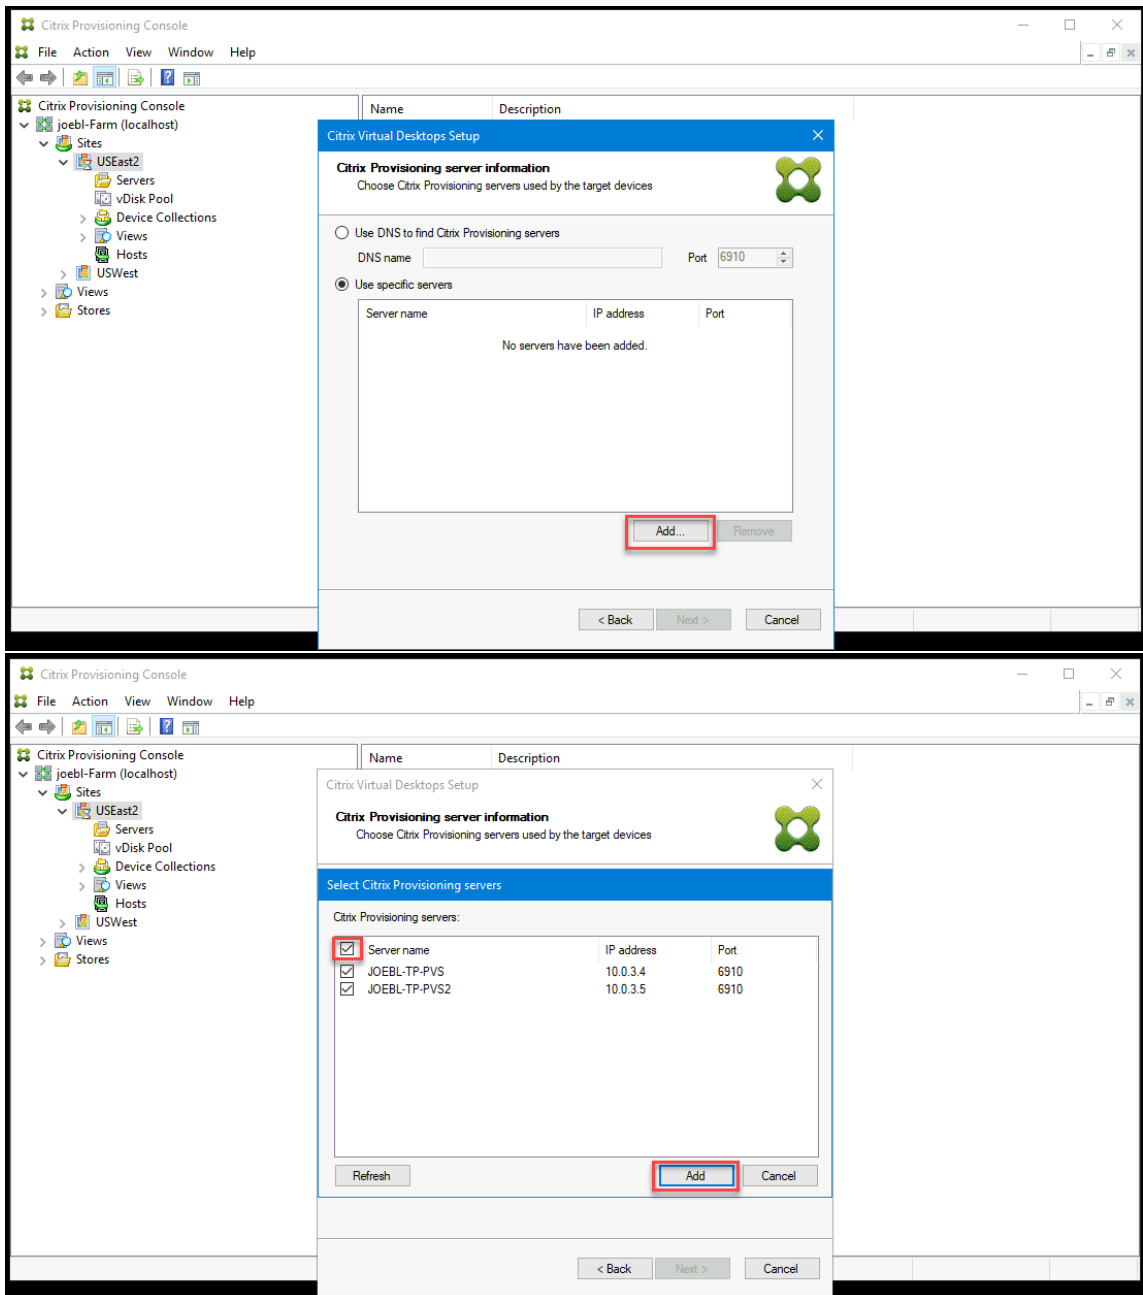 Citrix Provisioning Console
File Action View Window Help
Citrix Provisioning Console
joebl-Farm (localhost)
Sites
USEast2
Servers
vDisk Pool
Device Collections
Views
Hosts
USWest
Views
Stores
Name Description
Citrix Virtual Desktops Setup
Citrix Provisioning server information
Choose Citrix Provisioning servers used by the target devices
Use DNS to find Citrix Provisioning servers
DNS name Port 6910
Use specific servers
Server name IP address Port
No servers have been added.
Add... Remove
< Back Next > Cancel
Citrix Provisioning Console
File Action View Window Help
Citrix Provisioning Console
joebl-Farm (localhost)
Sites
USEast2
Servers
vDisk Pool
Device Collections
Views
Hosts
USWest
Views
Stores
Name Description
Citrix Virtual Desktops Setup
Citrix Provisioning server information
Choose Citrix Provisioning servers used by the target devices
Select Citrix Provisioning servers
Citrix Provisioning servers:
Server name IP address Port
JOEBL-TP-PVS 10.0.3.4 6910
JOEBL-TP-PVS2 10.0.3.5 6910
Refresh Add Cancel
< Back Next > Cancel